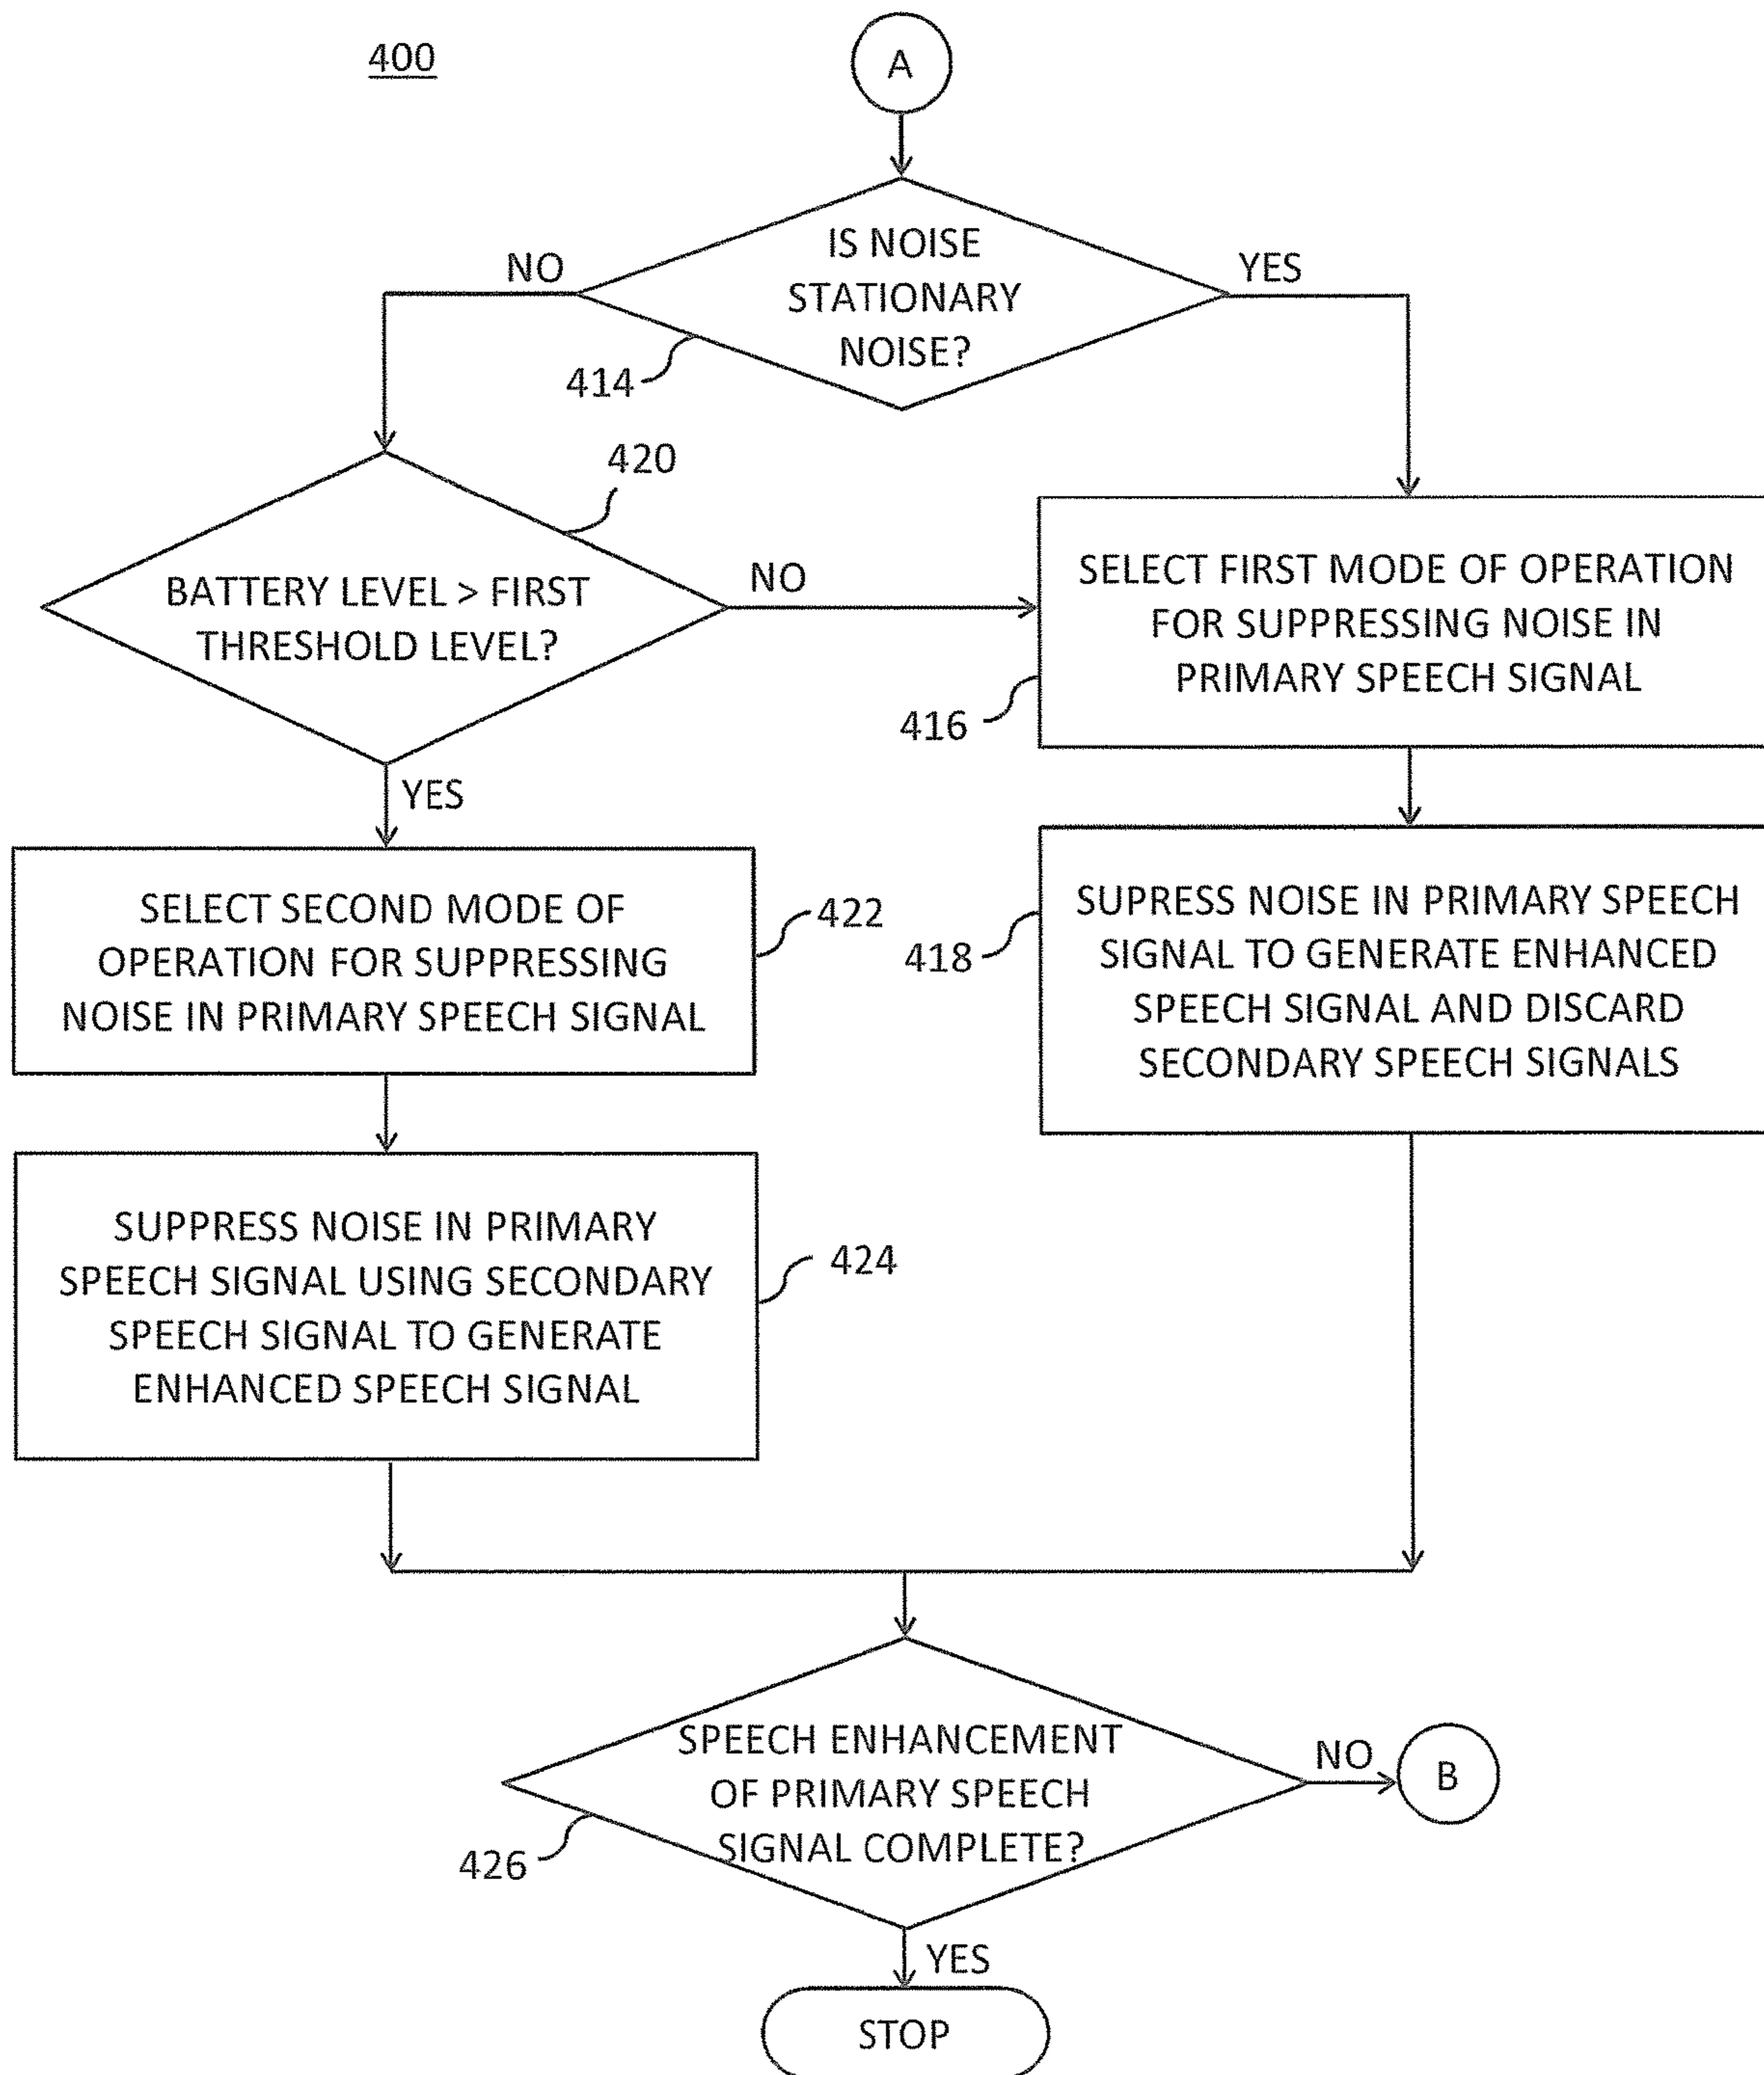 400
A
IS NOISE
STATIONARY
NOISE?
NO
YES
414
420
BATTERY LEVEL > FIRST
THRESHOLD LEVEL?
NO
YES
SELECT FIRST MODE OF OPERATION
FOR SUPPRESSING NOISE IN
PRIMARY SPEECH SIGNAL
416
SELECT SECOND MODE OF
OPERATION FOR SUPPRESSING
NOISE IN PRIMARY SPEECH SIGNAL
422
SUPRESS NOISE IN PRIMARY SPEECH
SIGNAL TO GENERATE ENHANCED
SPEECH SIGNAL AND DISCARD
SECONDARY SPEECH SIGNALS
418
SUPPRESS NOISE IN PRIMARY
SPEECH SIGNAL USING SECONDARY
SPEECH SIGNAL TO GENERATE
ENHANCED SPEECH SIGNAL
424
SPEECH ENHANCEMENT
OF PRIMARY SPEECH
SIGNAL COMPLETE?
426
NO
B
YES
STOP